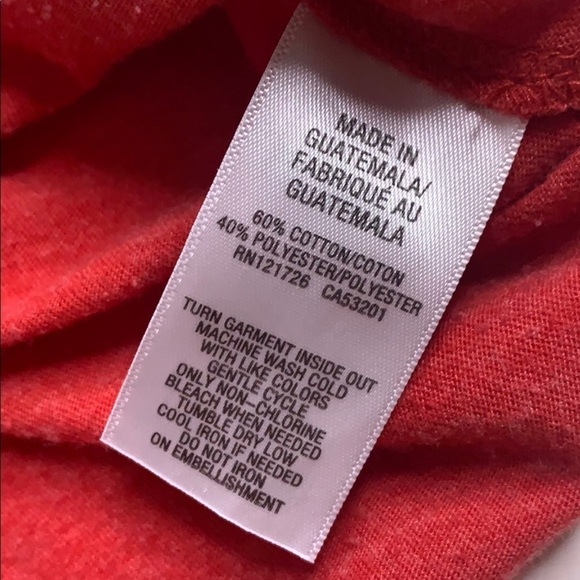 MADE IN
GUATEMALA/
FABRIQUÉ AU
GUATEMALA
60% COTTON/COTON
40% POLYESTER/POLYESTER
RN121726 CA53201
TURN GARMENT INSIDE OUT
MACHINE WASH COLD
WITH LIKE COLORS
GENTLE CYCLE
ONLY NON-CHLORINE
BLEACH WHEN NEEDED
TUMBLE DRY LOW
COOL IRON IF NEEDED
DO NOT IRON
ON EMBELLISHMENT